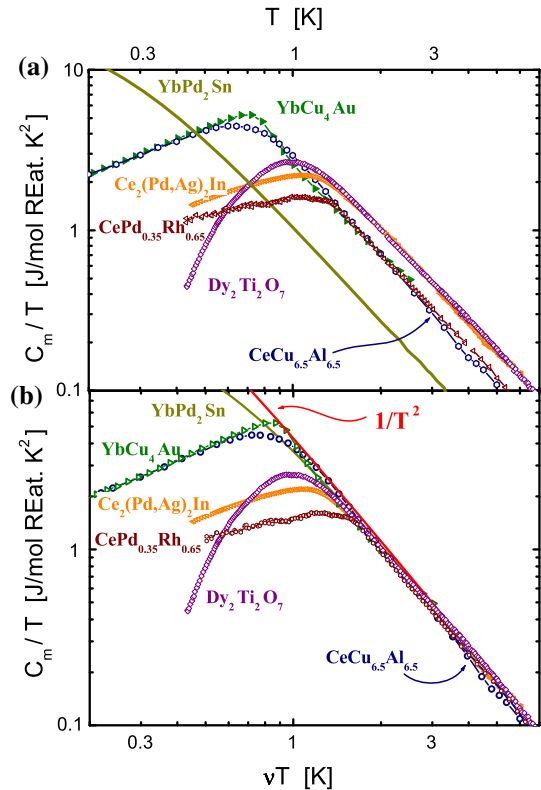 T [K]
0.3 1 3
(a)
10
YbPd₂Sn
YbCu₄Au
Ce₂(Pd,Ag)₂In
CePd₀.₃₅Rh₀.₆₅
1
Dy₂Ti₂O₇
CeCu₆.₅Al₆.₅
C_m / T [J/mol REat. K²]
0.1
(b)
YbPd₂Sn
1/T²
YbCu₄Au
Ce₂(Pd,Ag)₂In
CePd₀.₃₅Rh₀.₆₅
1
Dy₂Ti₂O₇
CeCu₆.₅Al₆.₅
C_m / T [J/mol REat. K²]
0.1
0.3 1 3
νT [K]